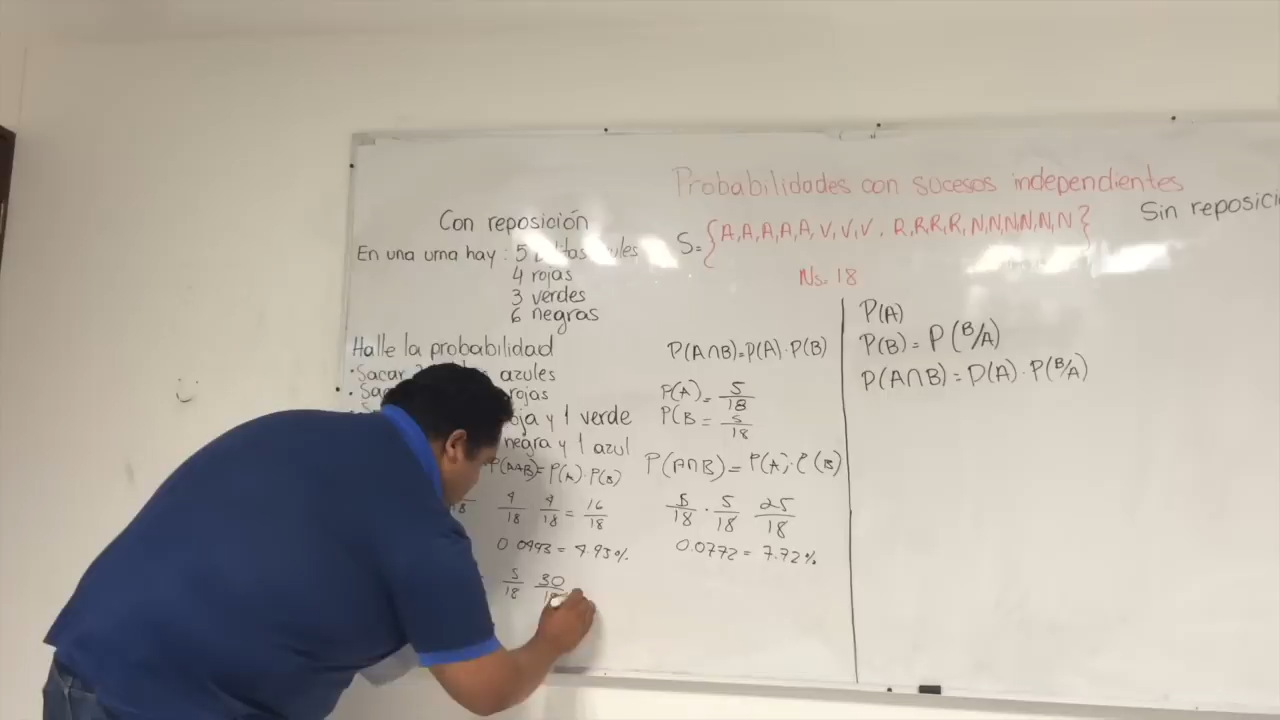 Probabilidades con sucesos independientes
Con reposición
S= {A,A,A,A,A,V,V,V. R,R,R,R,N,N,N,N,N,N}
Sin reposici
En una urna hay : 5
4 rojas
3 verdes
6 negras
Ns= 18
Halle la probabilidad
• Sacar azules
• rojas
y 1 verde
negra y 1 azul
P(A∩B)= P(A) . P(B)
18 4/18 . 4/18 = 16/18
0.0493 = 4.93%
5/18 30/18
P(A∩B)=P(A) . P(B)
P(A)= 5/18
P(B = 5/18
P(A∩B) = P(A) . P(B)
5/18 . 5/18 25/18
0.0772 = 7.72%
P(A)
P(B) = P(B/A)
P(A∩B) = P(A) . P(B/A)